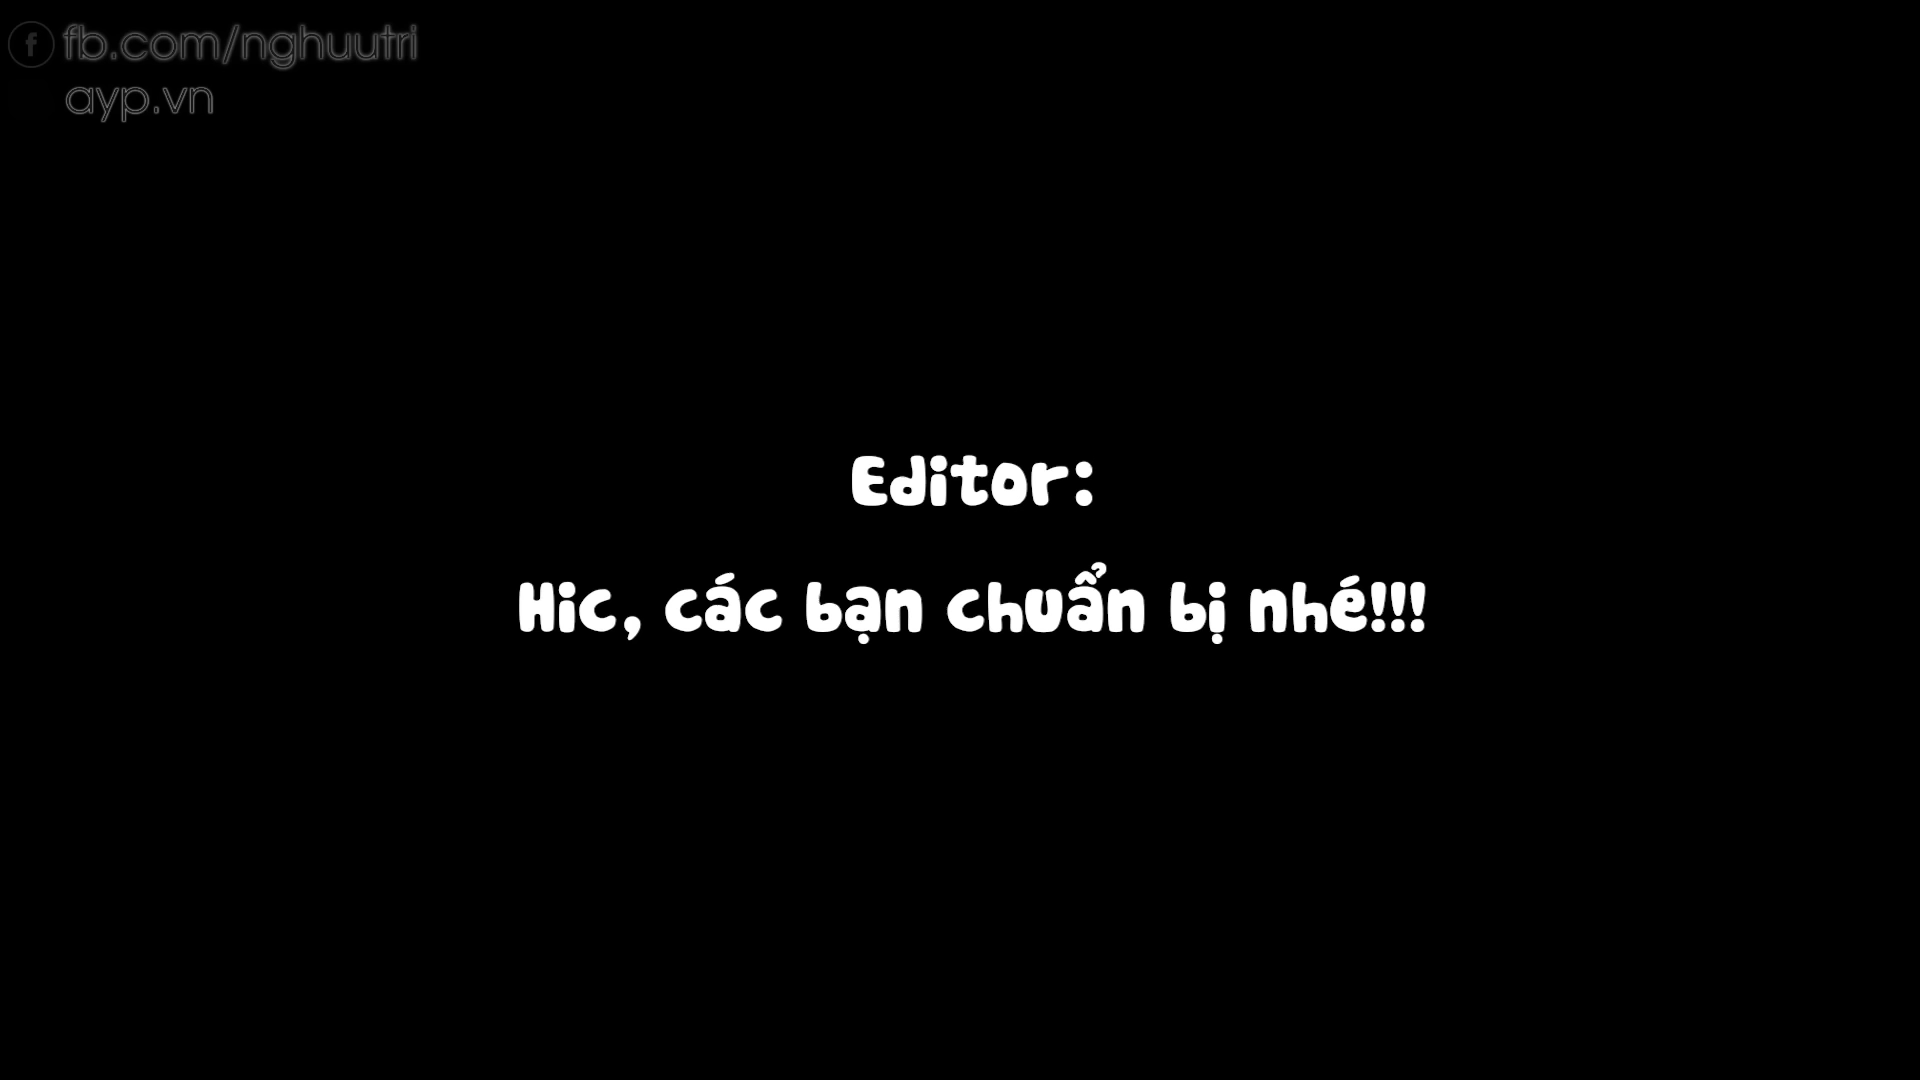 fb.com/nghuutri
ayp.vn
Editor:
Hic, các bạn chuẩn bị nhé!!!